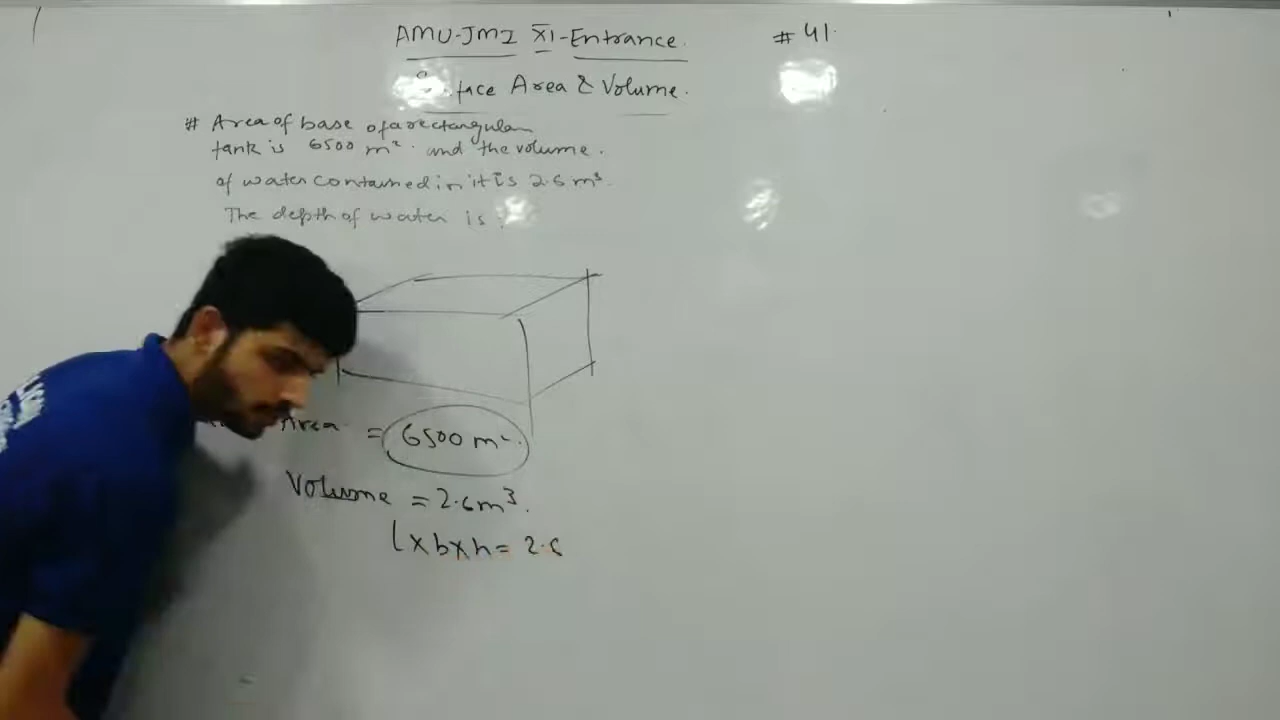 AMU-JMI XI-Entrance.
# 41.
face Area & Volume.
# Area of base of a rectangular
tank is 6500 m². and the volume.
of water contained in it is 2.6 m³.
The depth of water is :
Area = 6500 m².
Volume = 2.6m³.
l×b×h= 2.6